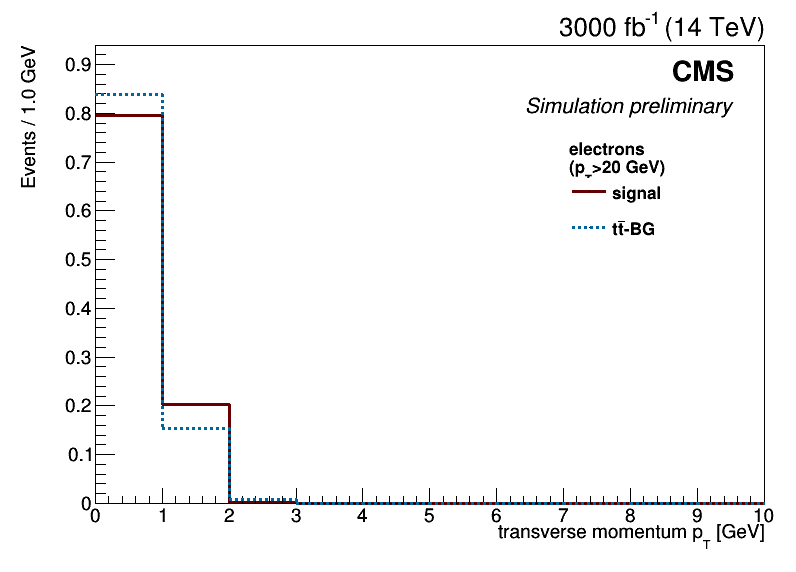 3000 fb-1 (14 TeV)
CMS
Simulation preliminary
electrons
(pT>20 GeV)
signal
tt̄-BG
Events / 1.0 GeV
0.9
0.8
0.7
0.6
0.5
0.4
0.3
0.2
0.1
0
0 1 2 3 4 5 6 7 8 9 10
transverse momentum pT [GeV]